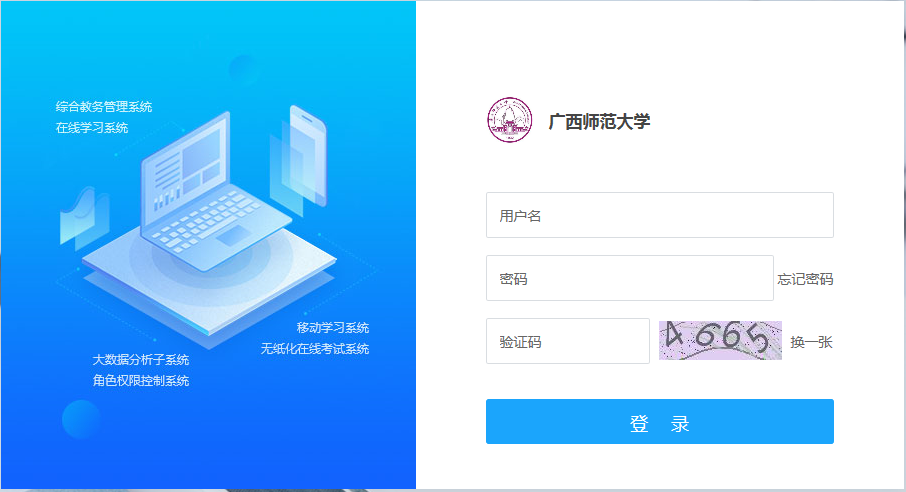 综合教务管理系统
在线学习系统
移动学习系统
无纸化在线考试系统
大数据分析子系统
角色权限控制系统
广西师范大学
用户名
密码
忘记密码
验证码
4665
换一张
登 录